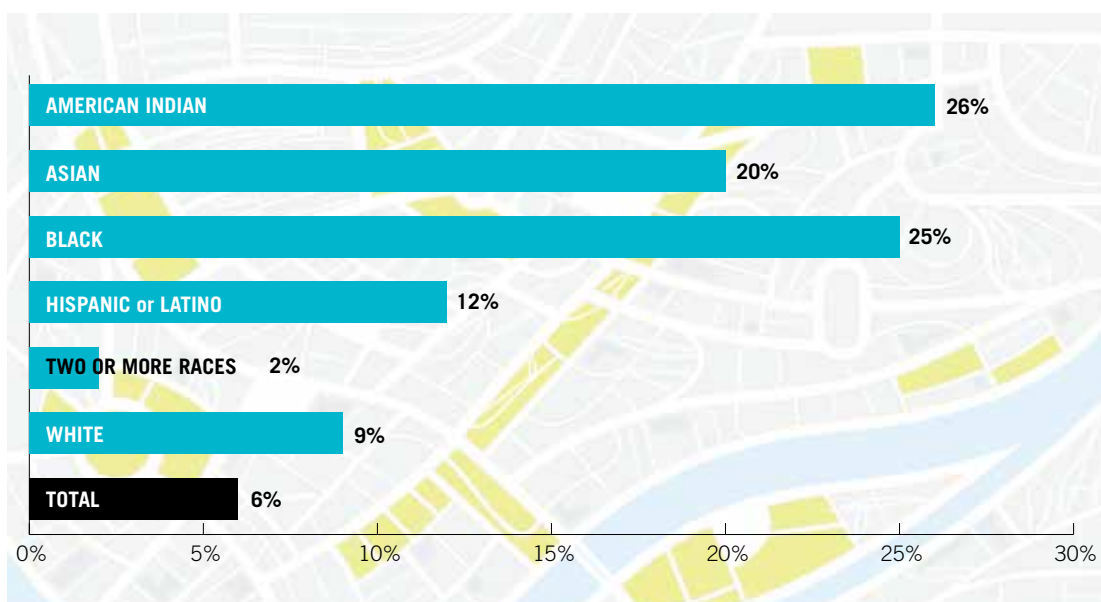 AMERICAN INDIAN 26%
ASIAN 20%
BLACK 25%
HISPANIC or LATINO 12%
TWO OR MORE RACES 2%
WHITE 9%
TOTAL 6%
0% 5% 10% 15% 20% 25% 30%